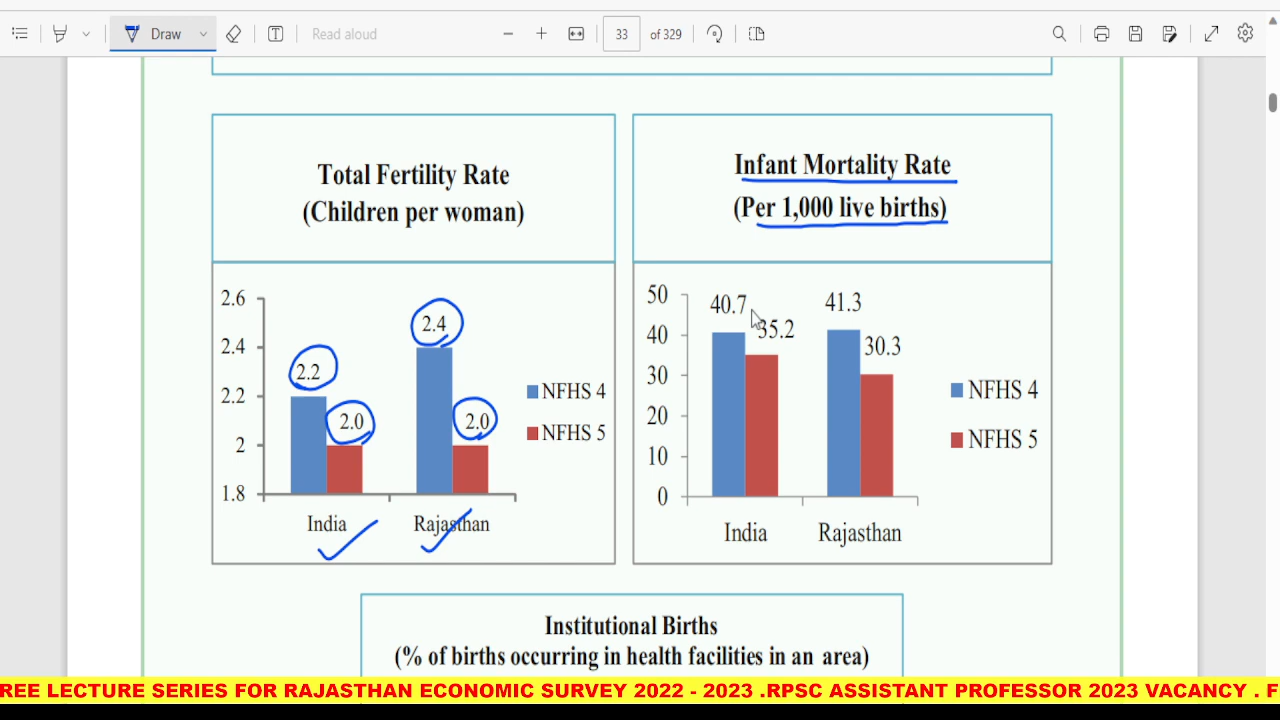 Draw
Read aloud
33
of 329
Total Fertility Rate
(Children per woman)
2.6
2.4
2.2
2
1.8
2.2
2.0
2.4
2.0
India
Rajasthan
NFHS 4
NFHS 5
Infant Mortality Rate
(Per 1,000 live births)
50
40
30
20
10
0
40.7
35.2
41.3
30.3
India
Rajasthan
NFHS 4
NFHS 5
Institutional Births
(% of births occurring in health facilities in an area)
REE LECTURE SERIES FOR RAJASTHAN ECONOMIC SURVEY 2022 - 2023 .RPSC ASSISTANT PROFESSOR 2023 VACANCY . F